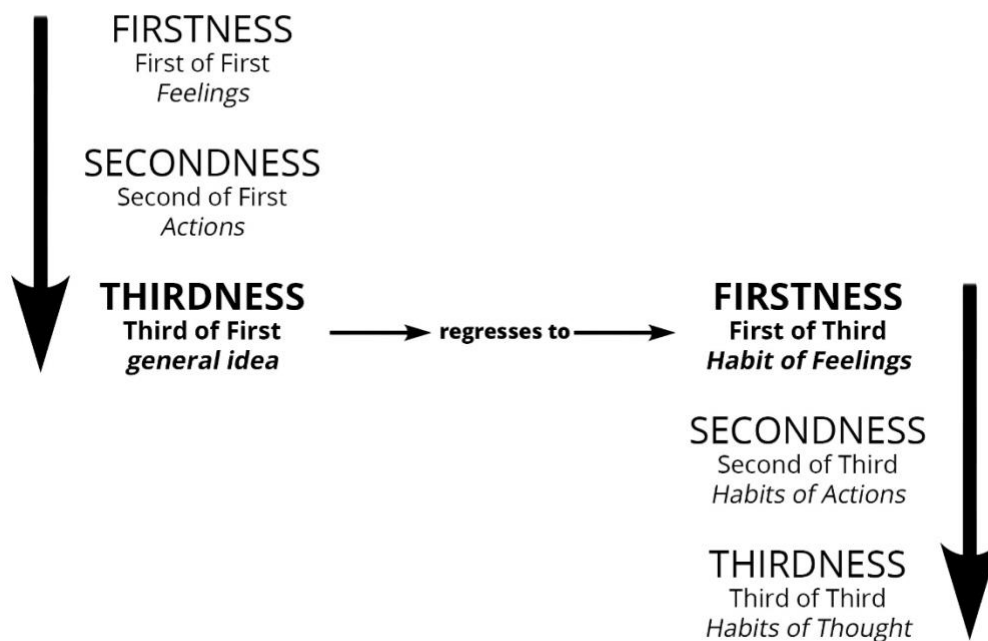 FIRSTNESS
First of First
Feelings
SECONDNESS
Second of First
Actions
THIRDNESS
Third of First
general idea
regresses to
FIRSTNESS
First of Third
Habit of Feelings
SECONDNESS
Second of Third
Habits of Actions
THIRDNESS
Third of Third
Habits of Thought